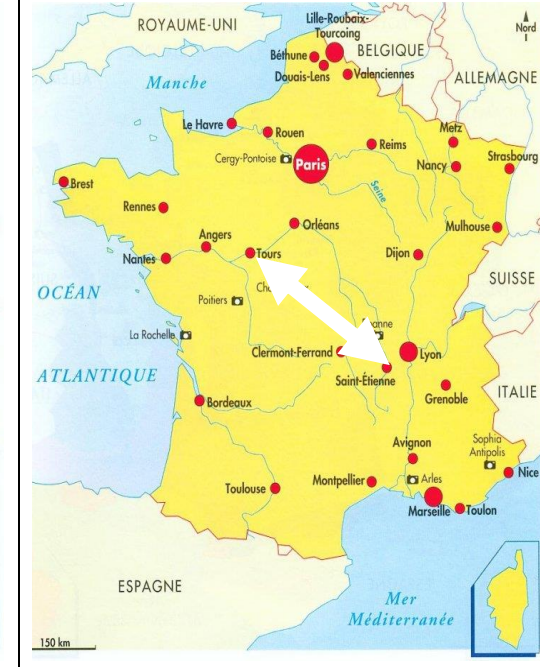 ROYAUME-UNI
Lille-Roubaix-
Tourcoing
Nord
BELGIQUE
Béthune
Douais-Lens
Valenciennes
ALLEMAGNE
Manche
Le Havre
Rouen
Reims
Metz
Cergy-Pontoise
Paris
Nancy
Strasbourg
Brest
Seine
Rennes
Orléans
Mulhouse
Angers
Tours
Dijon
Nantes
SUISSE
OCÉAN
Poitiers
La Rochelle
Clermont-Ferrand
Lyon
ATLANTIQUE
Saint-Étienne
Grenoble
ITALIE
Bordeaux
Avignon
Sophia
Antipolis
Nice
Toulouse
Montpellier
Arles
Marseille
Toulon
ESPAGNE
Mer
Méditerranée
150 km